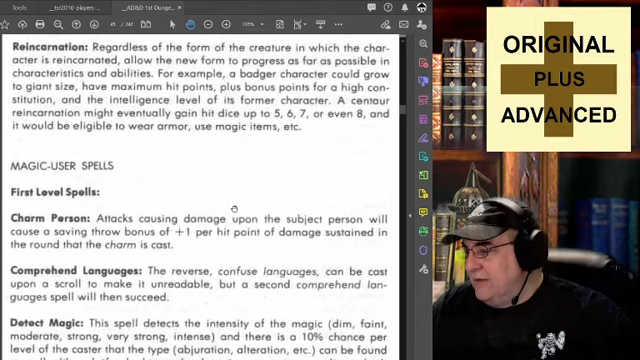 __tsr2010-players-...
__AD&D 1st Dunge...
41 / 242
Reincarnation: Regardless of the form of the creature in which the char-
acter is reincarnated, allow the new form to progress as far as possible in
characteristics and abilities. For example, a badger character could grow
to giant size, have maximum hit points, plus bonus points for a high con-
stitution, and the intelligence level of its former character. A centaur
reincarnation might eventually gain hit dice up to 5, 6, 7, or even 8, and
it would be eligible to wear armor, use magic items, etc.
MAGIC-USER SPELLS
First Level Spells:
Charm Person: Attacks causing damage upon the subject person will
cause a saving throw bonus of +1 per hit point of damage sustained in
the round that the charm is cast.
Comprehend Languages: The reverse, confuse languages, can be cast
upon a scroll to make it unreadable, but a second comprehend lan-
guages spell will then succeed.
Detect Magic: This spell detects the intensity of the magic (dim, faint,
moderate, strong, very strong, intense) and there is a 10% chance per
level of the caster that the type (abjuration, alteration, etc.) can be found
ORIGINAL
PLUS
ADVANCED